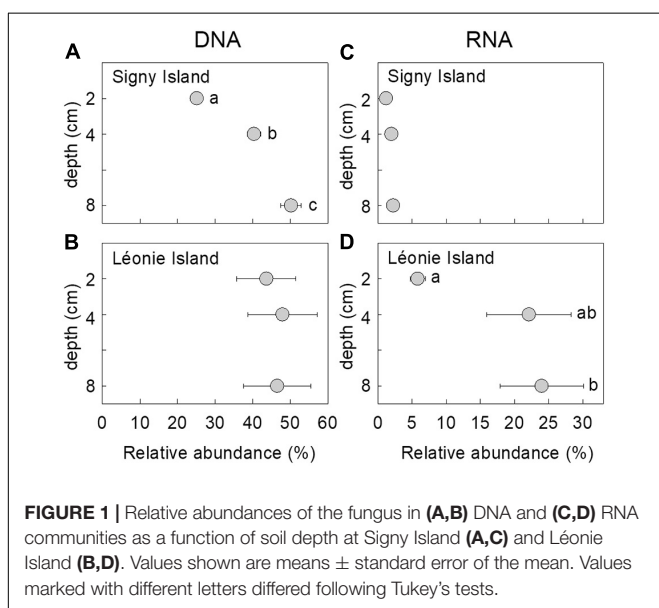 DNA
RNA
A
Signy Island
depth (cm)
2
4
8
a
b
c
C
Signy Island
depth (cm)
2
4
8
B
Léonie Island
depth (cm)
2
4
8
0 10 20 30 40 50 60
Relative abundance (%)
D
Léonie Island
depth (cm)
2
4
8
a
ab
b
0 5 10 15 20 25 30
Relative abundance (%)
FIGURE 1 | Relative abundances of the fungus in (A,B) DNA and (C,D) RNA
communities as a function of soil depth at Signy Island (A,C) and Léonie
Island (B,D). Values shown are means ± standard error of the mean. Values
marked with different letters differed following Tukey's tests.